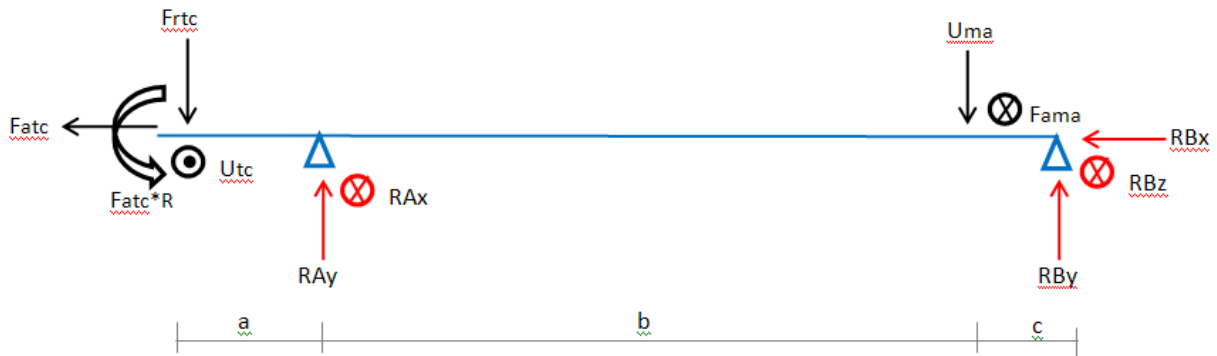 Frtc
Uma
Fatc
Fama
RBx
Utc
Fatc*R
RAx
RBz
RAy
RBy
a
b
c